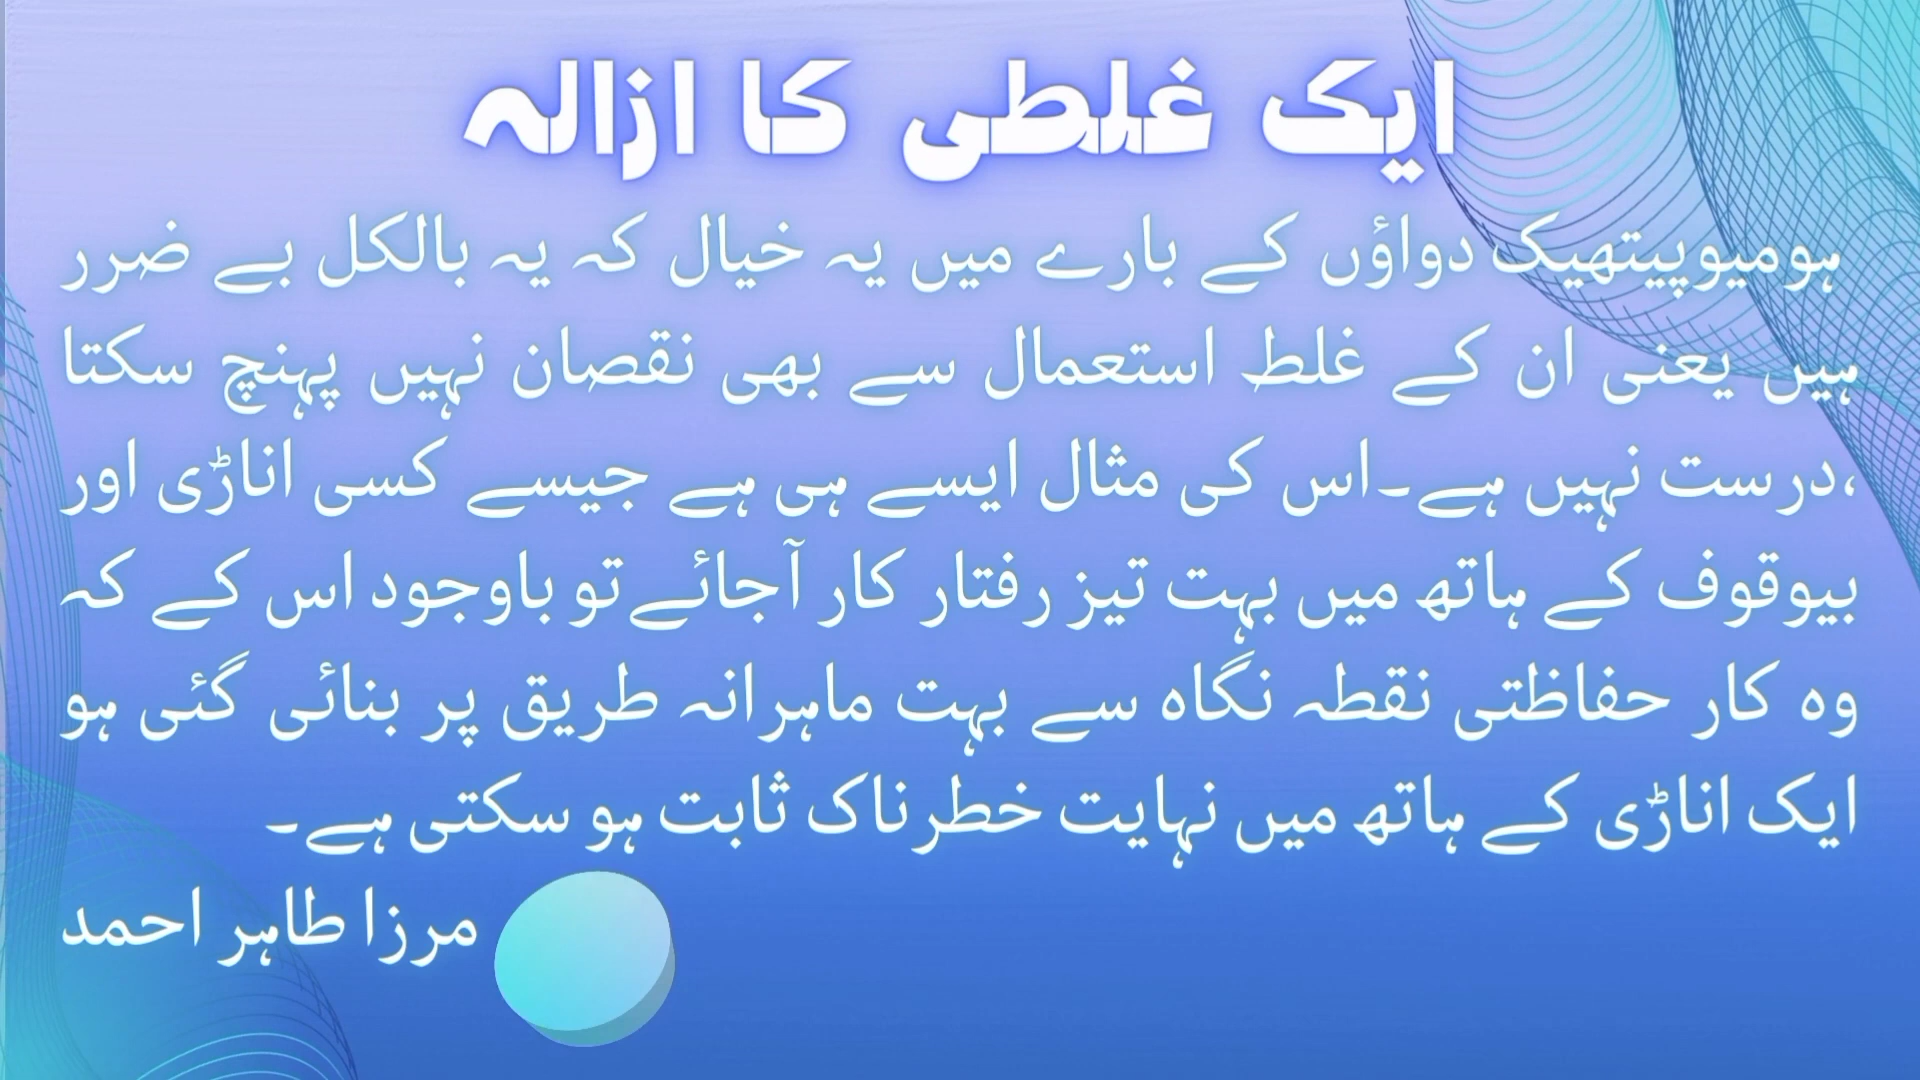 ایک غلطی کا ازالہ
ہومیوپیتھیک دواؤں کے بارے میں یہ خیال کہ یہ بالکل بے ضرر
ہیں یعنی ان کے غلط استعمال سے بھی نقصان نہیں پہنچ سکتا
،درست نہیں ہے۔اس کی مثال ایسے ہی ہے جیسے کسی اناڑی اور
بیوقوف کے ہاتھ میں بہت تیز رفتار کار آجائے تو باوجود اس کے کہ
وہ کار حفاظتی نقطہ نگاہ سے بہت ماہرانہ طریق پر بنائی گئی ہو
ایک اناڑی کے ہاتھ میں نہایت خطرناک ثابت ہو سکتی ہے۔
مرزا طاہر احمد